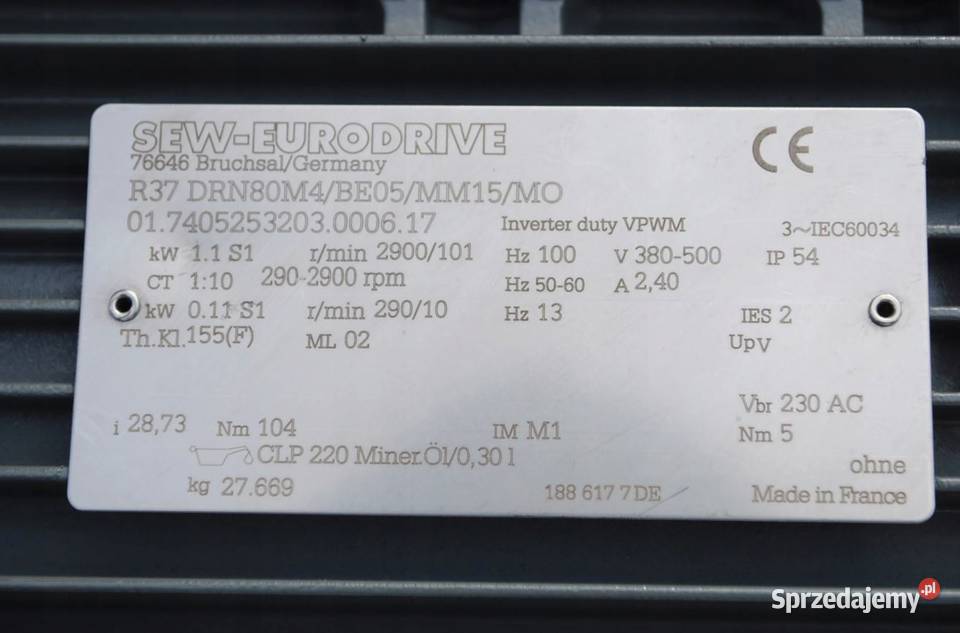 SEW-EURODRIVE
76646 Bruchsal/Germany
CE
R37 DRN80M4/BE05/MM15/MO
01.7405253203.0006.17 Inverter duty VPWM 3~IEC60034
kW 1.1 S1 r/min 2900/101 Hz 100 V 380-500 IP 54
CT 1:10 290-2900 rpm Hz 50-60 A 2,40
kW 0.11 S1 r/min 290/10 Hz 13 IES 2
Th.Kl. 155(F) ML 02 Up V
i 28,73 Nm 104 IM M1 Vbr 230 AC
Nm 5
CLP 220 Miner.Öl/0,30 l ohne
kg 27.669 188 617 7 DE Made in France
Sprzedajemy.pl